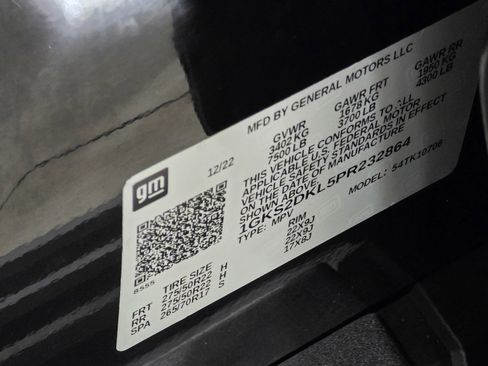 gm
12/22
MFD BY GENERAL MOTORS LLC
GVWR GAWR FRT GAWR RR
3402 KG 1678 KG 1950 KG
7500 LB 3700 LB 4300 LB
THIS VEHICLE CONFORMS TO ALL
APPLICABLE U.S. FEDERAL MOTOR
VEHICLE SAFETY STANDARDS IN EFFECT
ON THE DATE OF MANUFACTURE
SHOWN ABOVE
1GKS2DKL5PR232864
TYPE: MPV MODEL: 54TK10706
8555
TIRE SIZE RIM
FRT 275/50R22 H 22X9J
RR 275/50R22 H 22X9J
SPA 265/70R17 S 17X8J